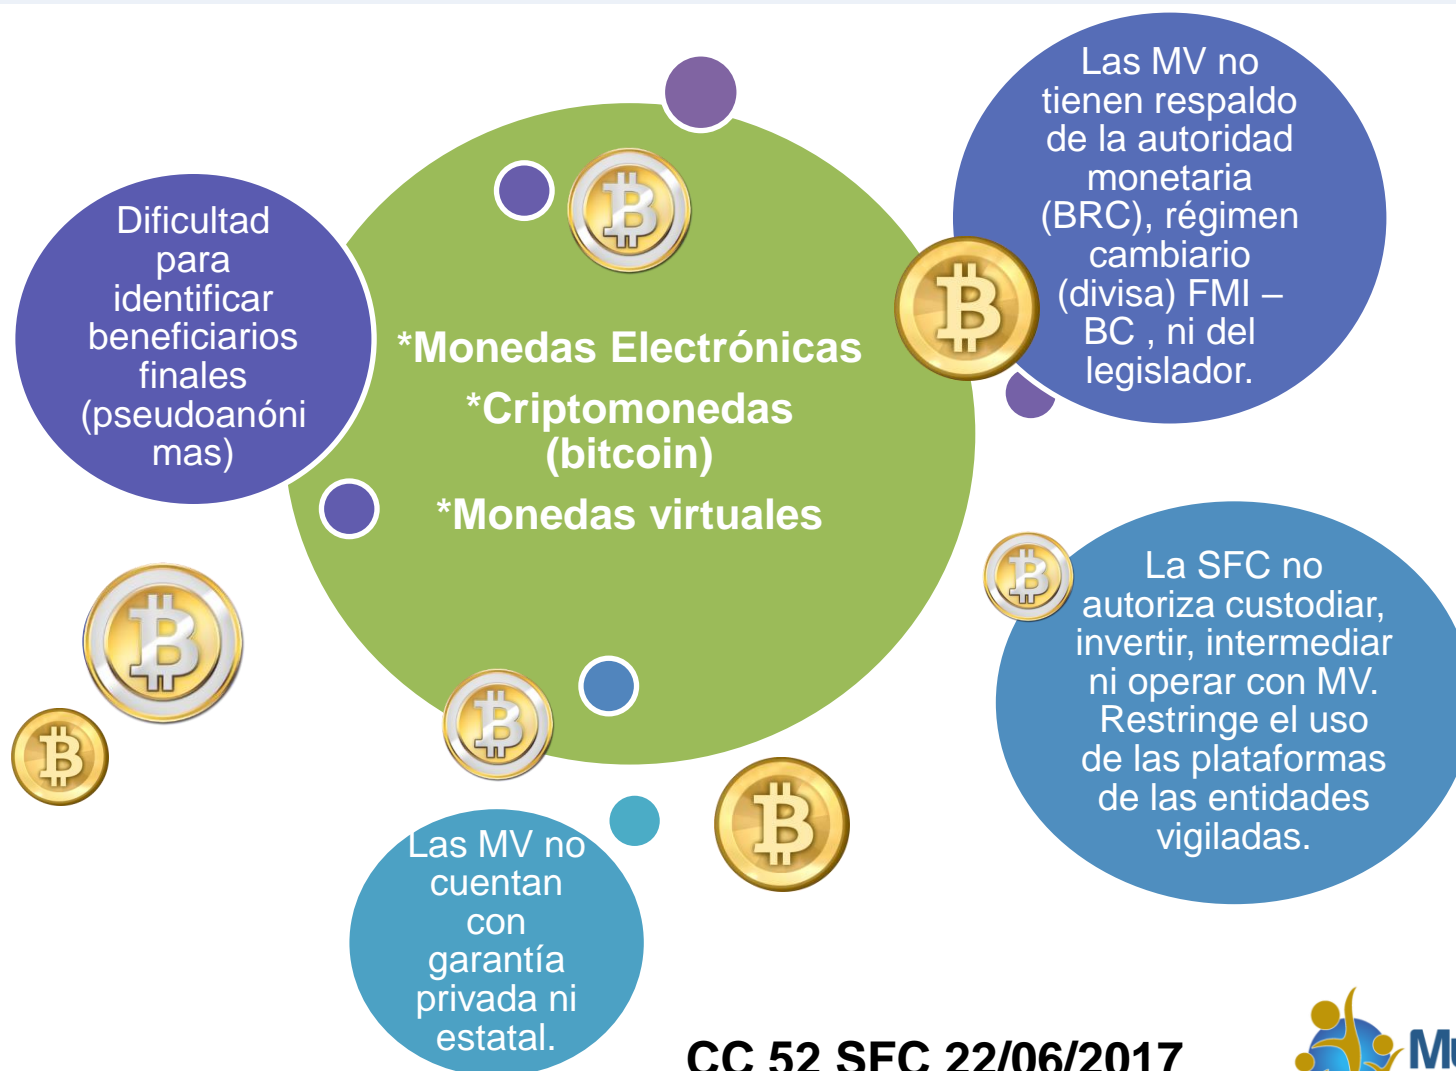 Las MV no
tienen respaldo
de la autoridad
monetaria
(BRC), régimen
cambiario
(divisa) FMI –
BC , ni del
legislador.
Dificultad
para
identificar
beneficiarios
finales
(pseudoanóni
mas)
*Monedas Electrónicas
*Criptomonedas
(bitcoin)
*Monedas virtuales
La SFC no
autoriza custodiar,
invertir, intermediar
ni operar con MV.
Restringe el uso
de las plataformas
de las entidades
vigiladas.
Las MV no
cuentan
con
garantía
privada ni
estatal.
CC 52 SFC 22/06/2017